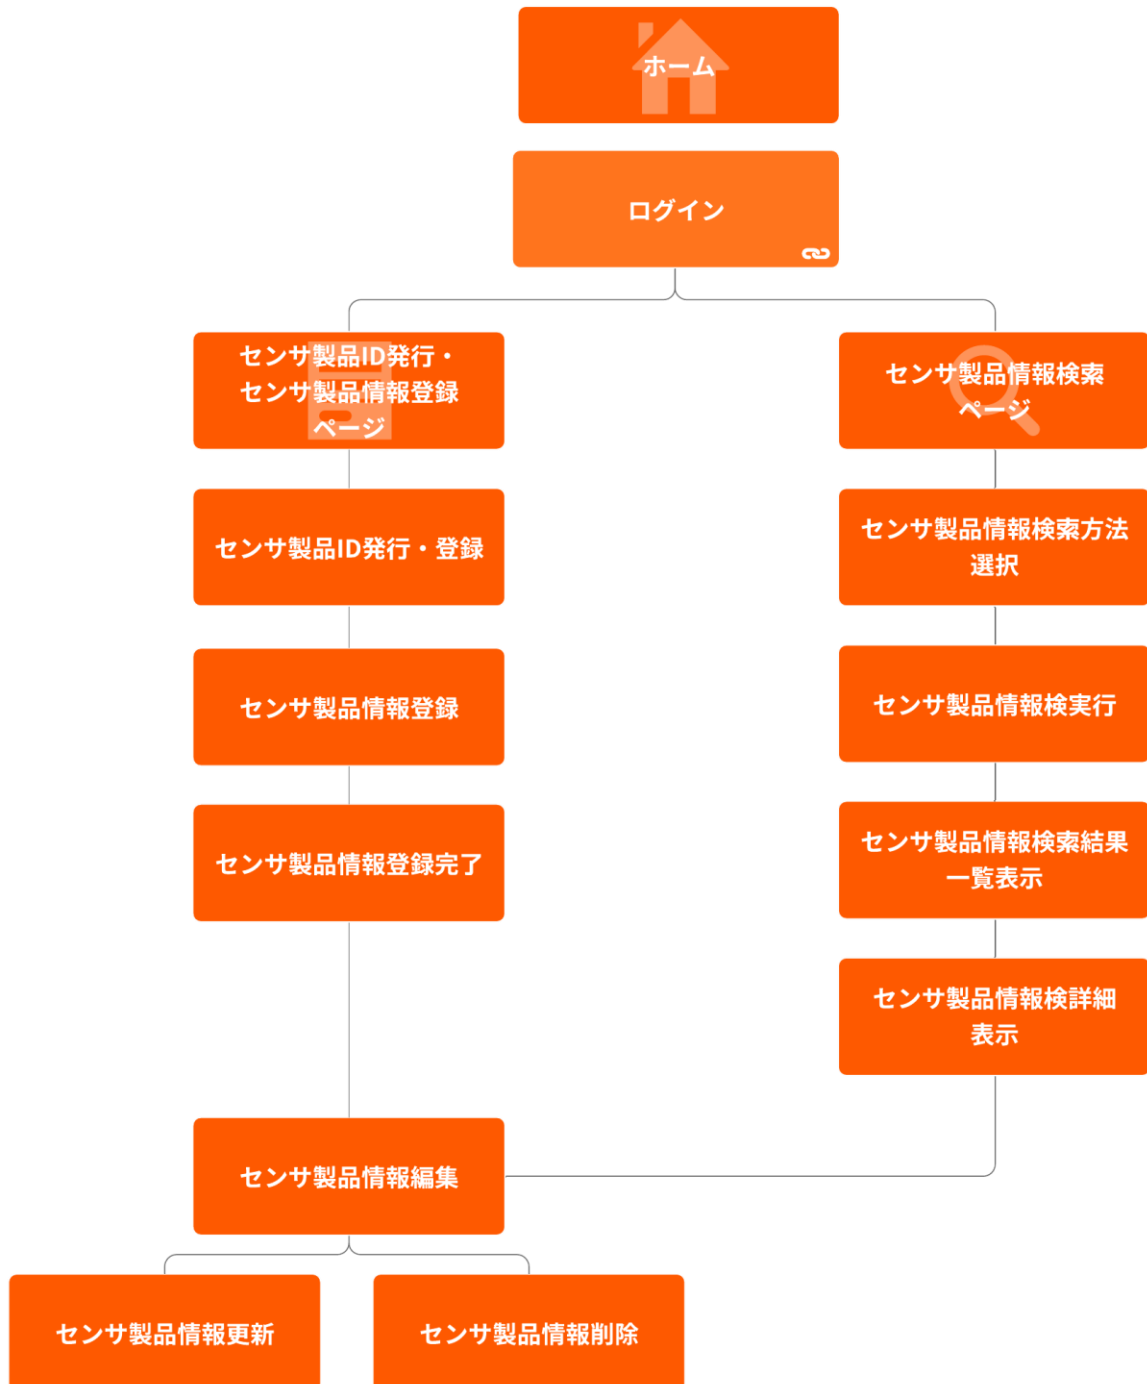 ホーム
ログイン
センサ製品ID発行・
センサ製品情報登録
ページ
センサ製品ID発行・登録
センサ製品情報登録
センサ製品情報登録完了
センサ製品情報検索
ページ
センサ製品情報検索方法
選択
センサ製品情報検実行
センサ製品情報検索結果
一覧表示
センサ製品情報検詳細
表示
センサ製品情報編集
センサ製品情報更新
センサ製品情報削除